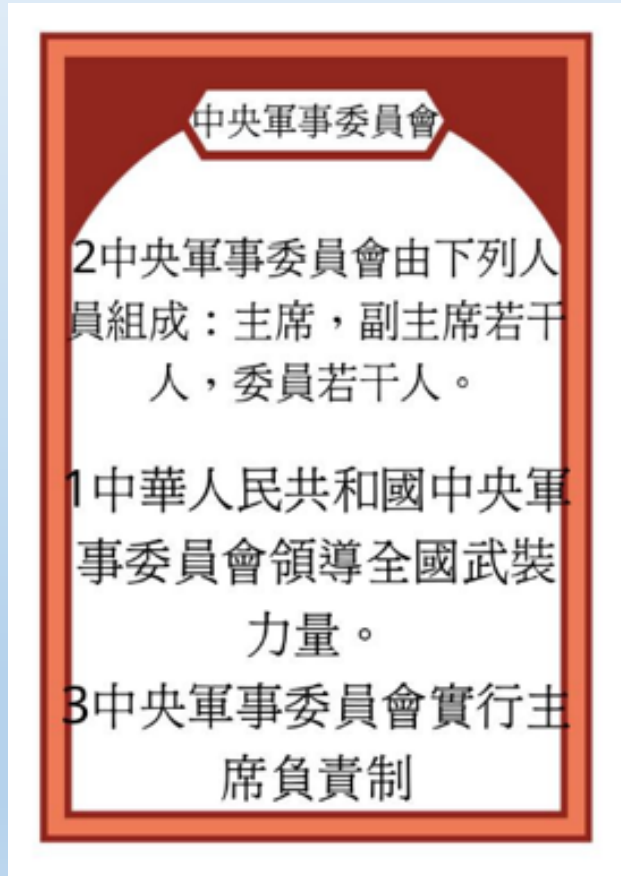 中央軍事委員會
2中央軍事委員會由下列人
員組成：主席，副主席若干
人，委員若干人。
1中華人民共和國中央軍
事委員會領導全國武裝
力量。
3中央軍事委員會實行主
席負責制